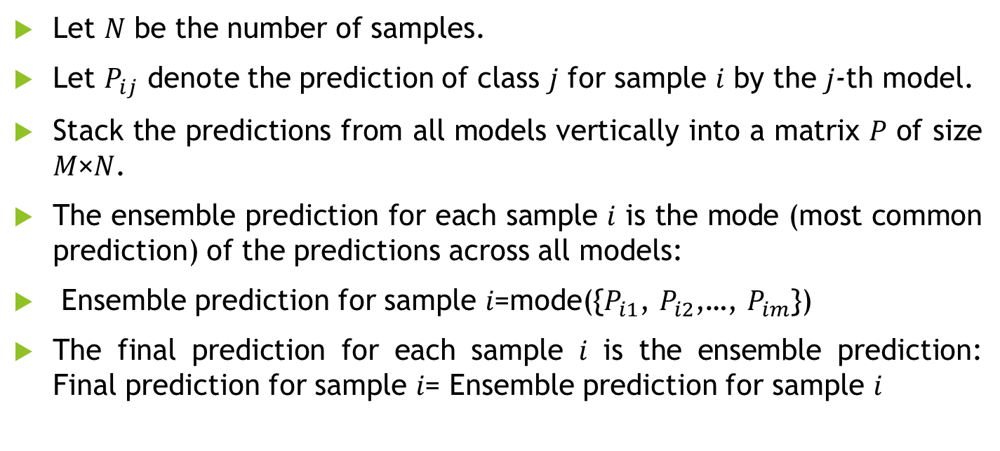 Let N be the number of samples.
Let P_{ij} denote the prediction of class j for sample i by the j-th model.
Stack the predictions from all models vertically into a matrix P of size
M×N.
The ensemble prediction for each sample i is the mode (most common
prediction) of the predictions across all models:
Ensemble prediction for sample i=mode({P_{i1}, P_{i2},..., P_{im}})
The final prediction for each sample i is the ensemble prediction:
Final prediction for sample i= Ensemble prediction for sample i